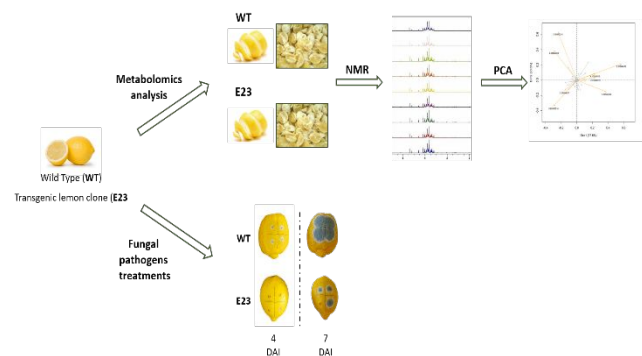 WT
Metabolomics
analysis
E23
NMR
PCA
Wild Type (WT)
Transgenic lemon clone (E23
Fungal
pathogens
treatments
WT
E23
4
DAI
7
DAI